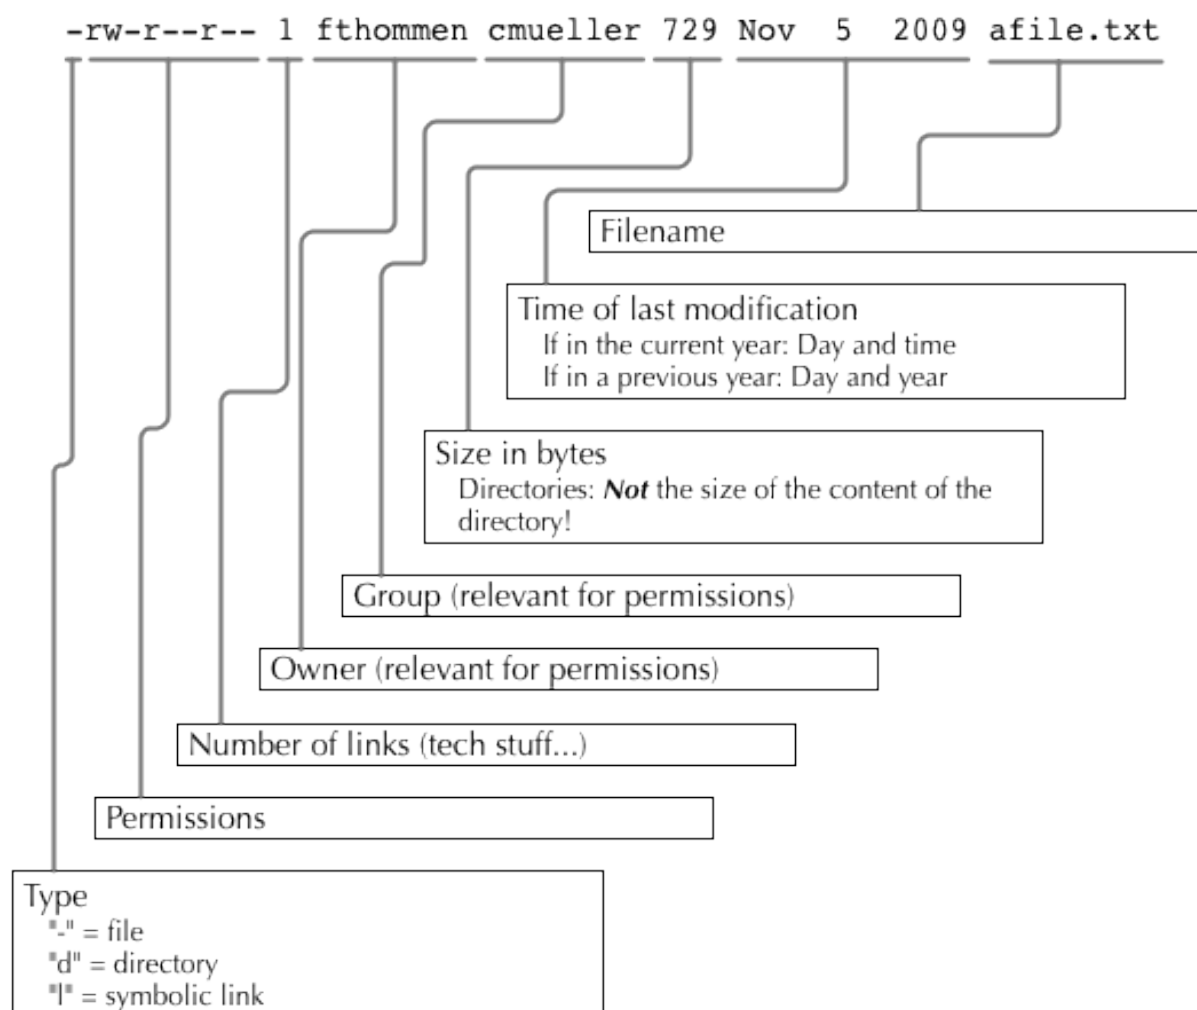 -rw-r--r-- 1 fthommen cmueller 729 Nov 5 2009 afile.txt
Filename
Time of last modification
If in the current year: Day and time
If in a previous year: Day and year
Size in bytes
Directories: Not the size of the content of the
directory!
Group (relevant for permissions)
Owner (relevant for permissions)
Number of links (tech stuff...)
Permissions
Type
"-" = file
"d" = directory
"l" = symbolic link